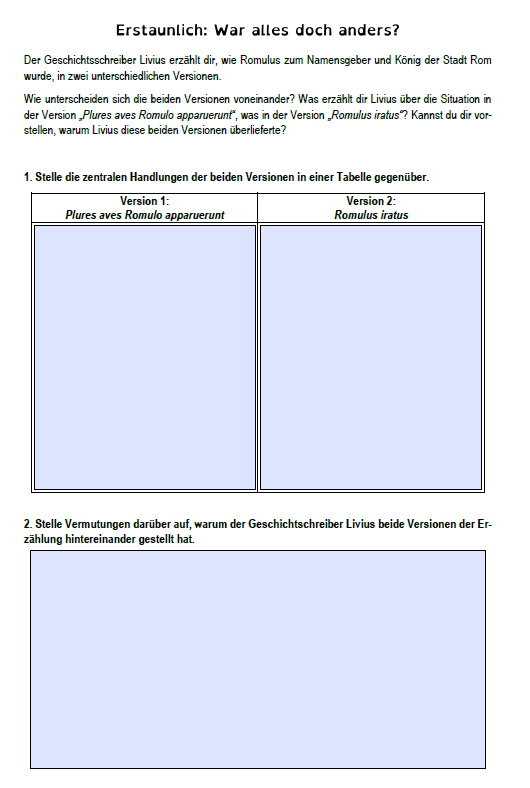 Erstaunlich: War alles doch anders?
Der Geschichtsschreiber Livius erzählt dir, wie Romulus zum Namensgeber und König der Stadt Rom
wurde, in zwei unterschiedlichen Versionen.
Wie unterscheiden sich die beiden Versionen voneinander? Was erzählt dir Livius über die Situation in
der Version „Plures aves Romulo apparuerunt“, was in der Version „Romulus iratus“? Kannst du dir vor-
stellen, warum Livius diese beiden Versionen überlieferte?
1. Stelle die zentralen Handlungen der beiden Versionen in einer Tabelle gegenüber.
Version 1:
Plures aves Romulo apparuerunt
Version 2:
Romulus iratus
2. Stelle Vermutungen darüber auf, warum der Geschichtschreiber Livius beide Versionen der Er-
zählung hintereinander gestellt hat.